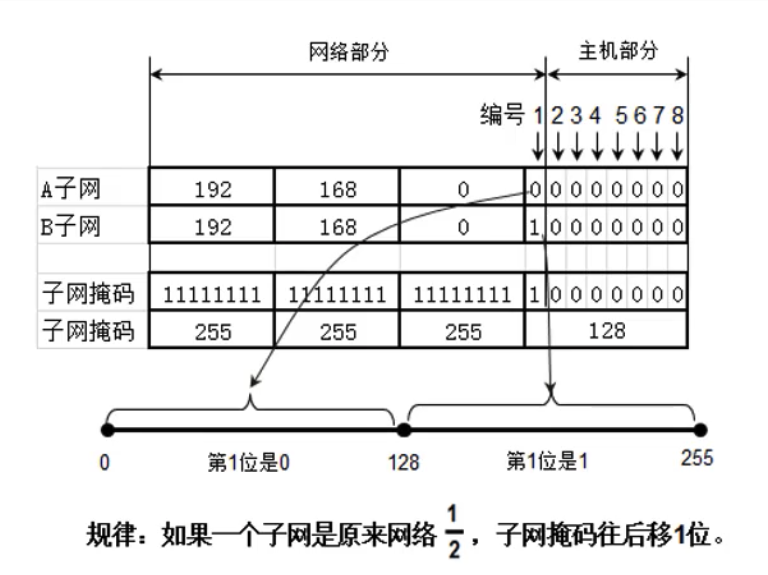 网络部分 主机部分
编号 1 2 3 4 5 6 7 8
A子网 192 168 0 0 0 0 0 0 0 0 0
B子网 192 168 0 1 0 0 0 0 0 0 0
子网掩码 11111111 11111111 11111111 1 0 0 0 0 0 0 0
子网掩码 255 255 255 128
0 第1位是0 128 第1位是1 255
规律：如果一个子网是原来网络 1/2 ，子网掩码往后移1位。